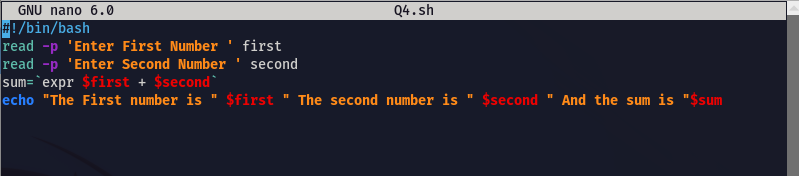 GNU nano 6.0 Q4.sh
#!/bin/bash
read -p 'Enter First Number ' first
read -p 'Enter Second Number ' second
sum=`expr $first + $second`
echo "The First number is " $first " The second number is " $second " And the sum is "$sum